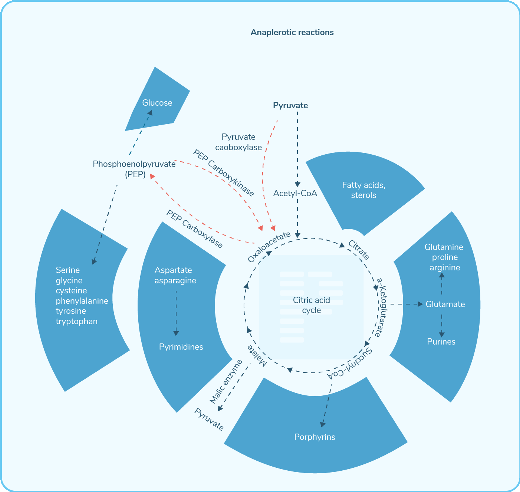 Anaplerotic reactions
Glucose
Pyruvate
Pyruvate
caoboxylase
PEP Carboxykinase
Phosphoenolpyruvate
(PEP)
Acetyl-CoA
Fatty acids,
sterols
PEP Carboxylase
Oxaloacetate
Citrate
Glutamine
proline
arginine
Serine
glycine
cysteine
phenylalanine
tyrosine
tryptophan
Aspartate
asparagine
Citric acid
cycle
a. Ketoglutarate
Glutamate
Pyrimidines
Purines
Malate
Succinyl-CoA
Malic enzyme
Pyruvate
Porphyrins